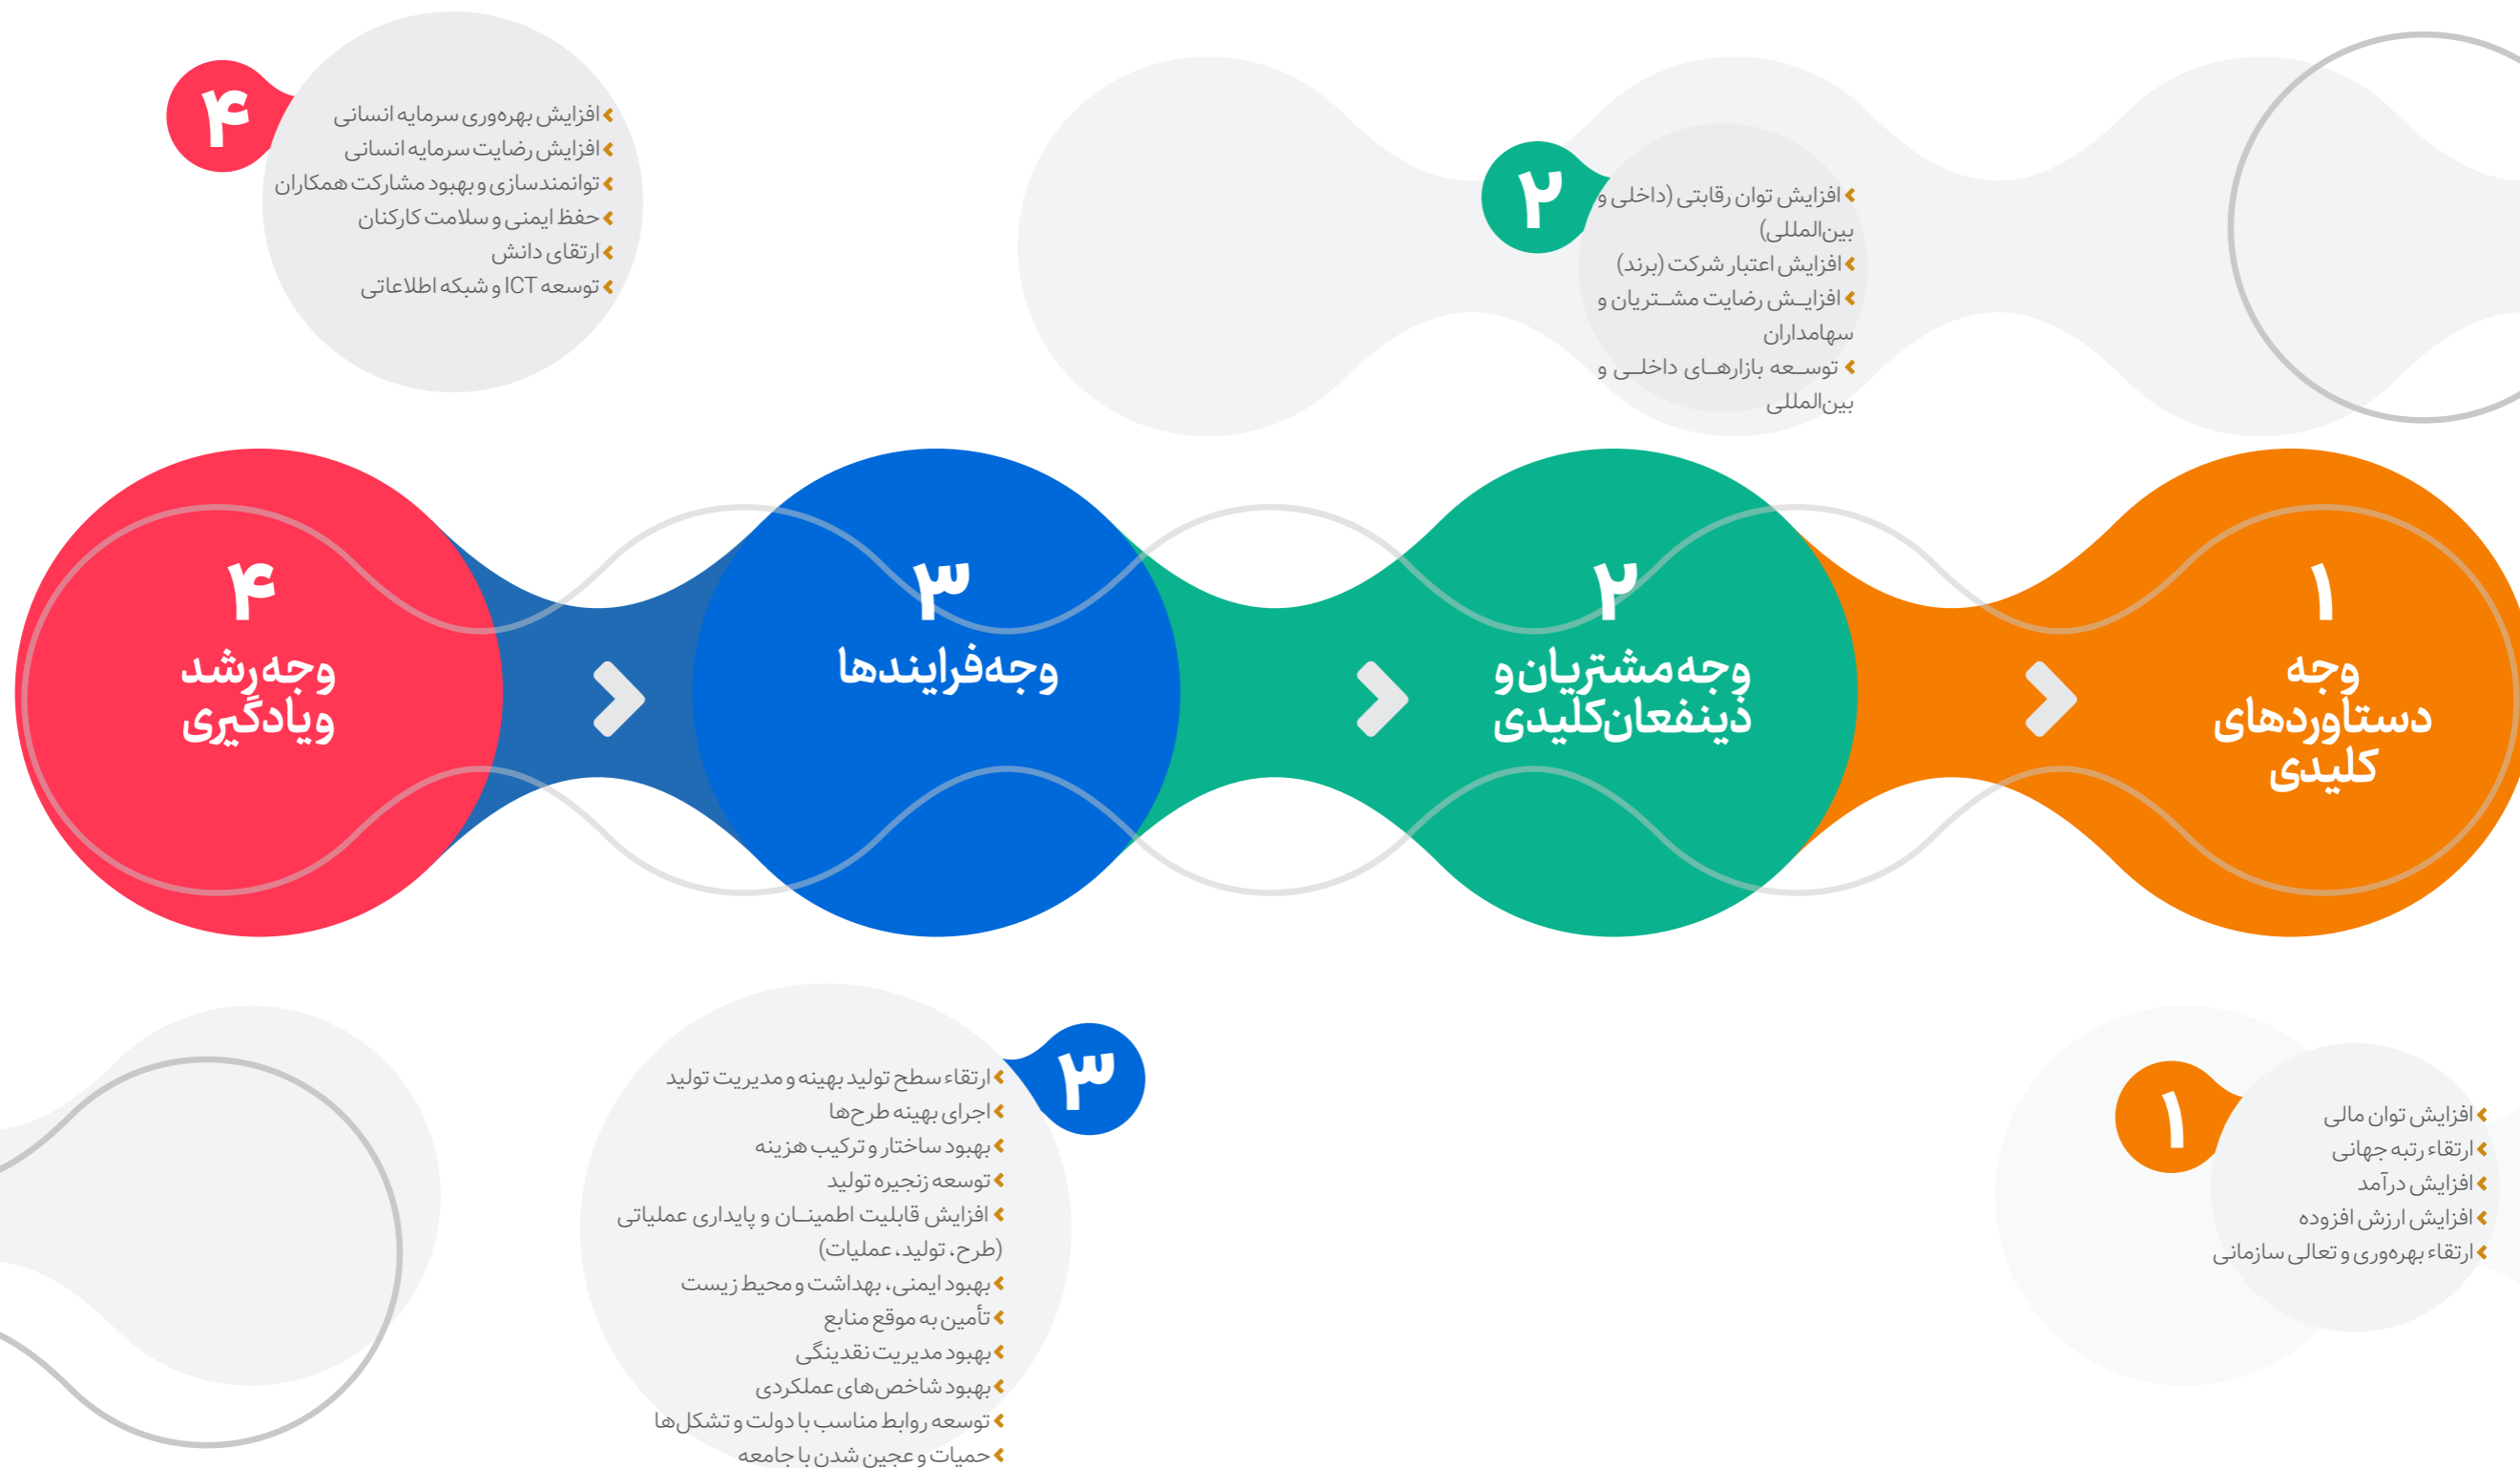 ۴
افزایش بهره‌وری سرمایه انسانی
افزایش رضایت سرمایه انسانی
توانمندسازی و بهبود مشارکت همکاران
حفظ ایمنی و سلامت کارکنان
ارتقای دانش
توسعه ICT و شبکه اطلاعاتی
۲
افزایش توان رقابتی (داخلی و
بین‌المللی)
افزایش اعتبار شرکت (برند)
افزایش رضایت مشتریان و
سهامداران
توسعه بازارهای داخلی و
بین‌المللی
۱
وجه
دستاوردهای
کلیدی
۲
وجه مشتریان و
ذینفعان کلیدی
۳
وجه فرایندها
۴
وجه رشد
و یادگیری
۳
ارتقاء سطح تولید بهینه و مدیریت تولید
اجرای بهینه طرح‌ها
بهبود ساختار و ترکیب هزینه
توسعه زنجیره تولید
افزایش قابلیت اطمینان و پایداری عملیاتی
(طرح، تولید، عملیات)
بهبود ایمنی، بهداشت و محیط زیست
تأمین به موقع منابع
بهبود مدیریت نقدینگی
بهبود شاخص‌های عملکردی
توسعه روابط مناسب با دولت و تشکل‌ها
حمیات و عجین شدن با جامعه
۱
افزایش توان مالی
ارتقاء رتبه جهانی
افزایش درآمد
افزایش ارزش افزوده
ارتقاء بهره‌وری و تعالی سازمانی